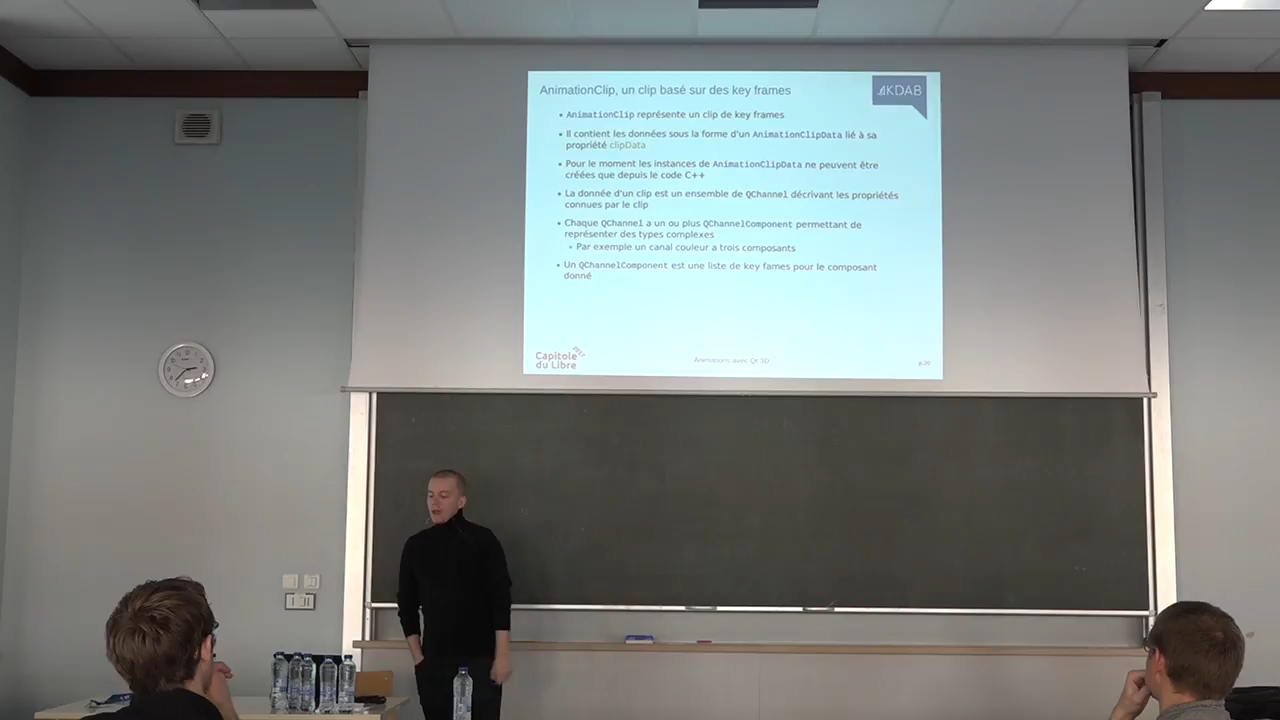 AnimationClip, un clip basé sur des key frames
KDAB
AnimationClip représente un clip de key frames
Il contient les données sous la forme d'un AnimationClipData lié à sa
propriété clipData
Pour le moment les instances de AnimationClipData ne peuvent être
créées que depuis le code C++
La donnée d'un clip est un ensemble de QChannel décrivant les propriétés
connues par le clip
Chaque QChannel a un ou plus QChannelComponent permettant de
représenter des types complexes
Par exemple un canal couleur a trois composants
Un QChannelComponent est une liste de key fames pour le composant
donné
Capitole
du Libre
2017
Animations avec Qt 3D